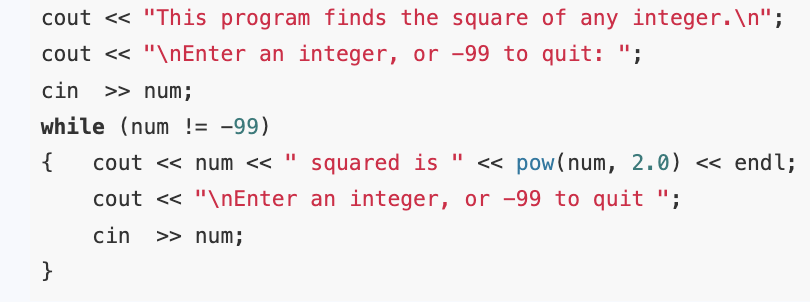 cout << "This program finds the square of any integer.\n";
cout << "\nEnter an integer, or -99 to quit: ";
cin  >> num;
while (num != -99)
{   cout << num << " squared is " << pow(num, 2.0) << endl;
    cout << "\nEnter an integer, or -99 to quit ";
    cin  >> num;
}